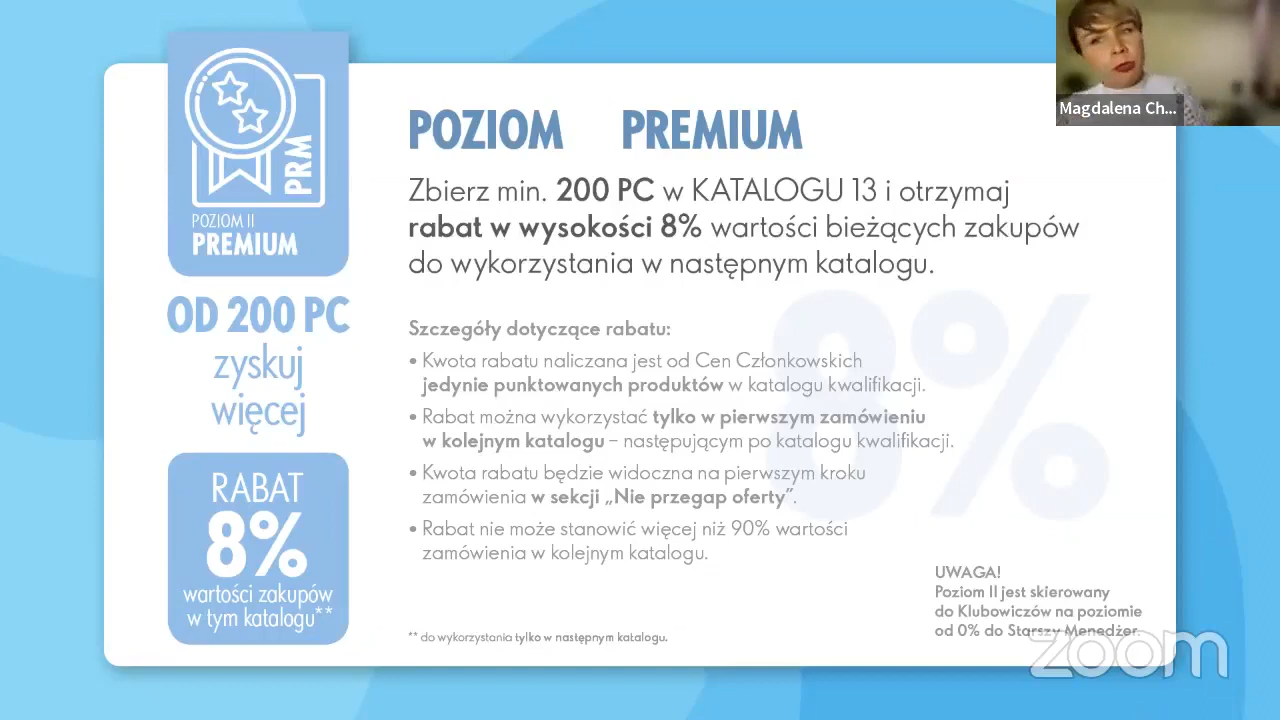 PRM
POZIOM II
PREMIUM
OD 200 PC
zyskuj
więcej
RABAT
8%
wartości zakupów
w tym katalogu**
POZIOM PREMIUM
Zbierz min. 200 PC w KATALOGU 13 i otrzymaj
rabat w wysokości 8% wartości bieżących zakupów
do wykorzystania w następnym katalogu.
8%
Szczegóły dotyczące rabatu:
• Kwota rabatu naliczana jest od Cen Członkowskich
jedynie punktowanych produktów w katalogu kwalifikacji.
• Rabat można wykorzystać tylko w pierwszym zamówieniu
w kolejnym katalogu – następującym po katalogu kwalifikacji.
• Kwota rabatu będzie widoczna na pierwszym kroku
zamówienia w sekcji „Nie przegap oferty”.
• Rabat nie może stanowić więcej niż 90% wartości
zamówienia w kolejnym katalogu.
** do wykorzystania tylko w następnym katalogu.
UWAGA!
Poziom II jest skierowany
do Klubowiczów na poziomie
od 0% do Starszy Menedżer.
Magdalena Ch...
zoom